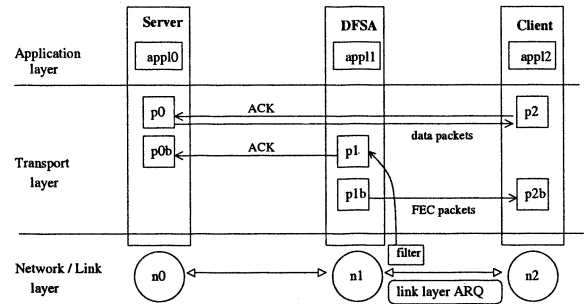 Server DFSA Client
Application layer
appl0 appl1 appl2
p0 ACK p2
data packets
p0b ACK p1
Transport layer
p1b p2b
FEC packets
filter
Network / Link layer
n0 n1 n2
link layer ARQ